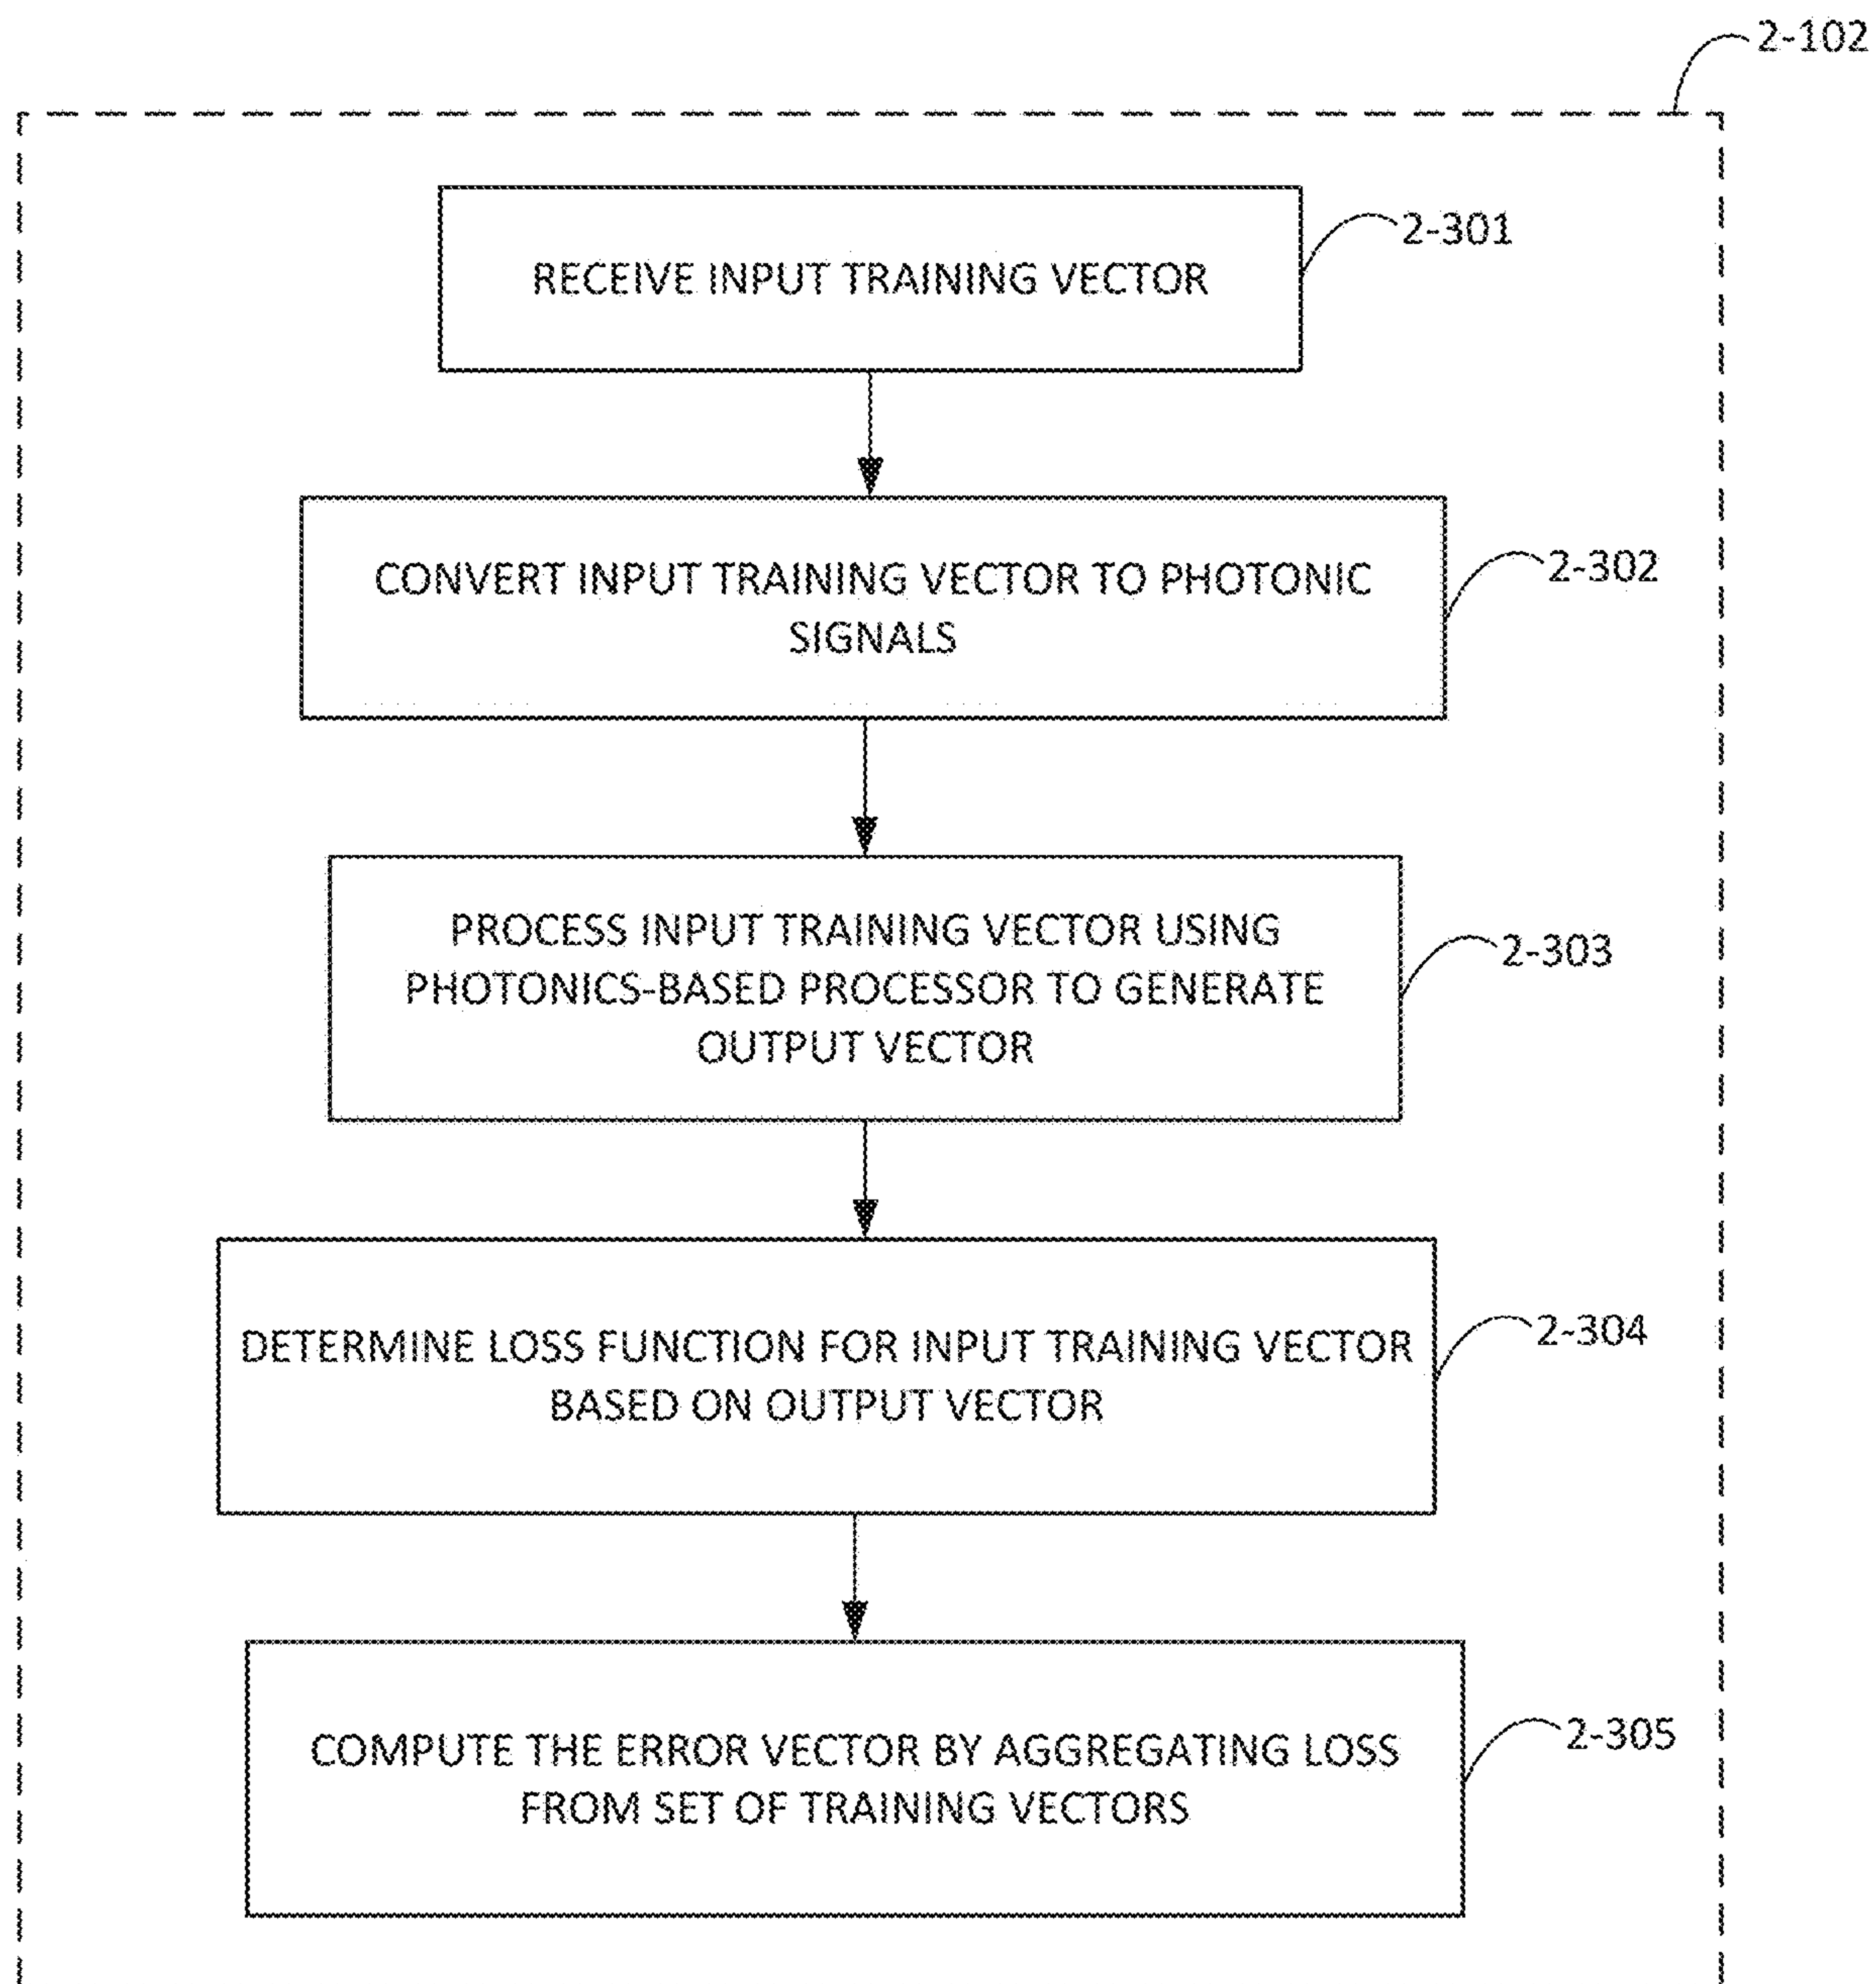 2-102
RECEIVE INPUT TRAINING VECTOR
2-301
CONVERT INPUT TRAINING VECTOR TO PHOTONIC
SIGNALS
2-302
PROCESS INPUT TRAINING VECTOR USING
PHOTONICS-BASED PROCESSOR TO GENERATE
OUTPUT VECTOR
2-303
DETERMINE LOSS FUNCTION FOR INPUT TRAINING VECTOR
BASED ON OUTPUT VECTOR
2-304
COMPUTE THE ERROR VECTOR BY AGGREGATING LOSS
FROM SET OF TRAINING VECTORS
2-305